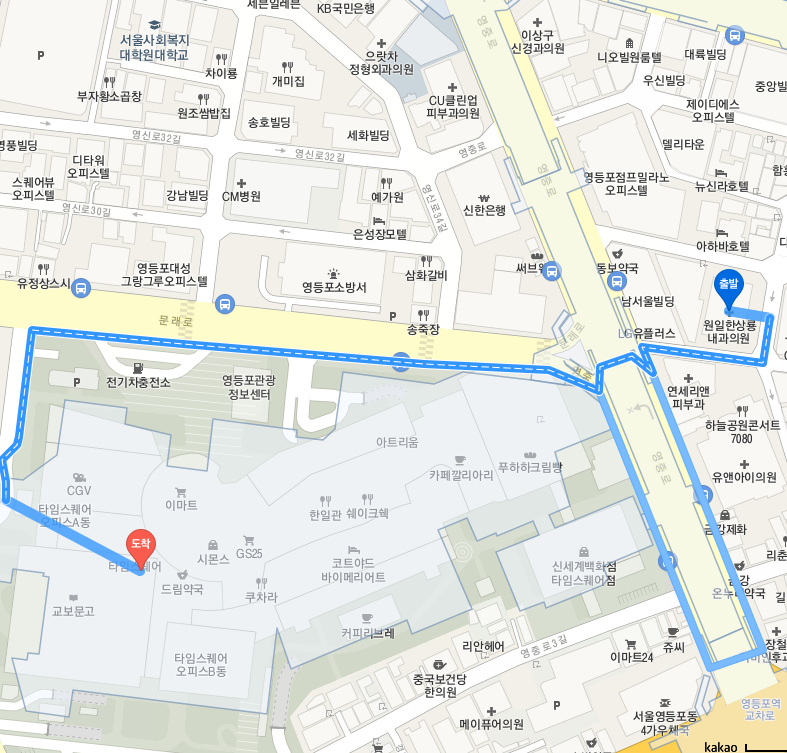 세븐일레븐
KB국민은행
영중로
이상구
신경과의원
니오빌원룸텔
대륙빌딩
우신빌딩
중앙빌
제이디에스
오피스텔
서울사회복지
대학원대학교
P
차이룡
개미집
으랏차
정형외과의원
부자황소곱창
원조쌈밥집
송호빌딩
CU클린업
피부과의원
세화빌딩
영신로32길
영신로32길
영중로
영중로
델리타운
영풍빌딩
디타워
오피스텔
스퀘어뷰
오피스텔
강남빌딩
CM병원
예가원
영신로34길
신한은행
영등포점프밀라노
오피스텔
뉴신라호텔
함흥
영신로30길
은성장모텔
아하바호텔
영등포대성
그랑그루오피스텔
유정상스시
영등포소방서
삼화갈비
써브웨
동보약국
출발
남서울빌딩
원일한상룡
내과의원
LG유플러스
문래로
P
송죽장
전기차충전소
P
영등포관광
정보센터
연세리앤
피부과
하늘공원콘서트
7080
아트리움
카페깔리아리
푸하하크림빵
영중로
유앤아이의원
CGV
타임스퀘어
오피스A동
이마트
한일관
쉐이크쉑
금강제화
도착
타임스퀘어
시몬스
GS25
드림약국
쿠차라
코트야드
바이메리어트
신세계백화점
타임스퀘어점
금강
온누리약국
리춘
길
교보문고
커피리브레
리안헤어
영중로3길
이마트24
쥬씨
장철
타임스퀘어
오피스B동
중국보건당
한의원
메이퓨어의원
P
서울영등포동
4가우체국
영등포역
교차로
kakao